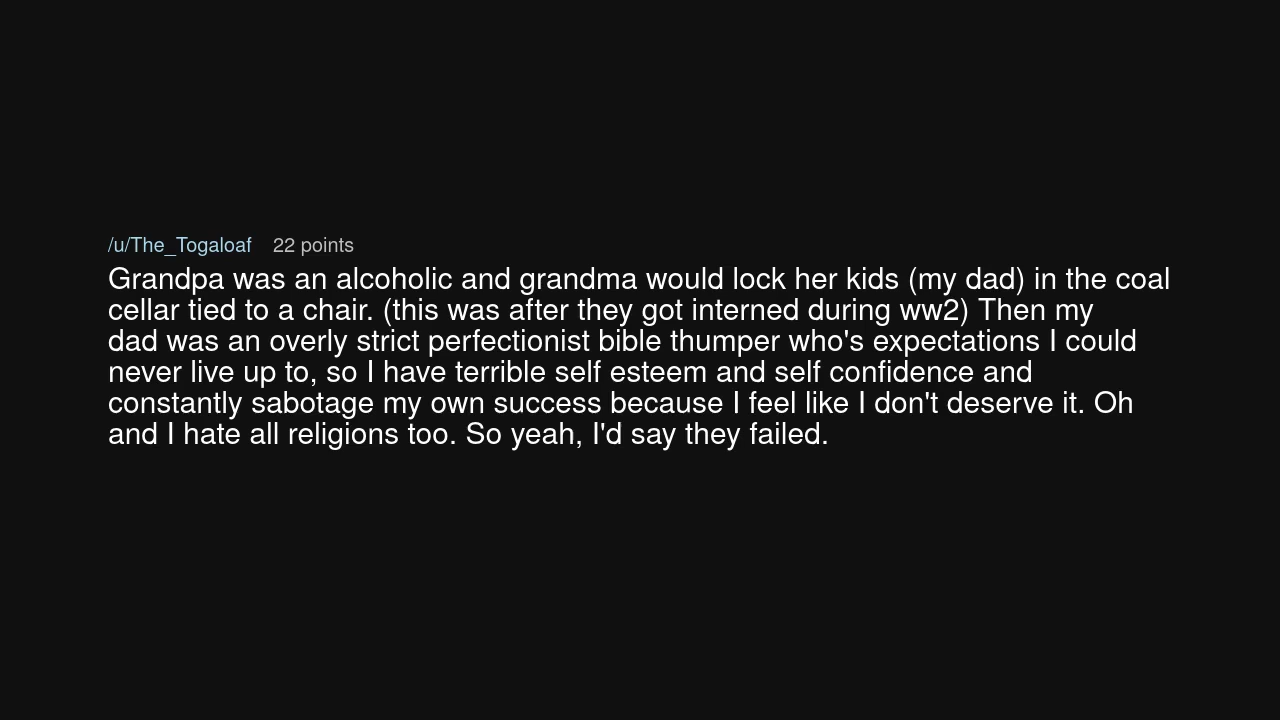 /u/The_Togaloaf 22 points
Grandpa was an alcoholic and grandma would lock her kids (my dad) in the coal
cellar tied to a chair. (this was after they got interned during ww2) Then my
dad was an overly strict perfectionist bible thumper who's expectations I could
never live up to, so I have terrible self esteem and self confidence and
constantly sabotage my own success because I feel like I don't deserve it. Oh
and I hate all religions too. So yeah, I'd say they failed.